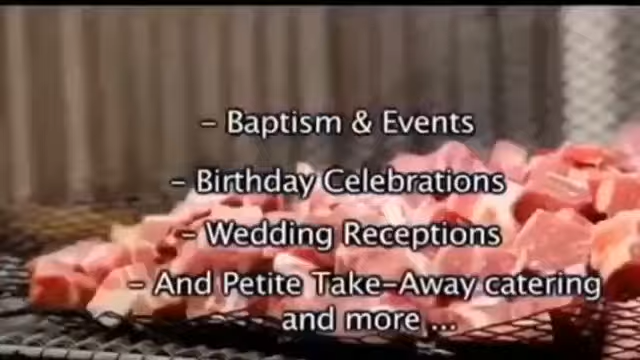 - Baptism & Events
- Birthday Celebrations
- Wedding Receptions
- And Petite Take-Away catering
and more ...